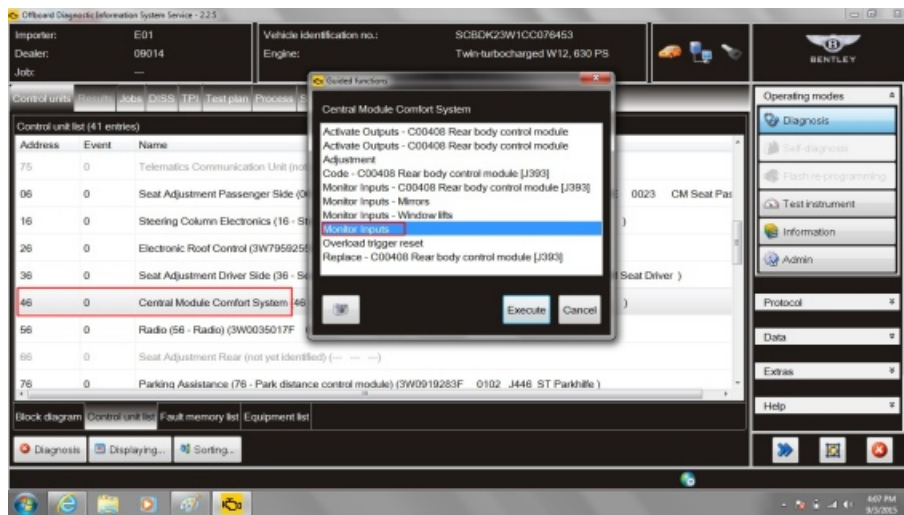 Offboard Diagnostic Information System Service - 2.2.5
Importer: E01 Vehicle identification no.: SCBDK23W1CC076453
Dealer: 09014 Engine: Twin-turbocharged W12, 630 PS
Job: ---
BENTLEY
Control units Results Jobs DISS TPI Test plan Process S
Control unit list (41 entries)
Address Event Name
75 0 Telematics Communication Unit (not
06 0 Seat Adjustment Passenger Side (0 0023 CM Seat Pas
16 0 Steering Column Electronics (16 - St )
26 0 Electronic Roof Control (3W795925
36 0 Seat Adjustment Driver Side (36 - Se Seat Driver )
46 0 Central Module Comfort System 46 )
56 0 Radio (56 - Radio) (3W0035017F
66 0 Seat Adjustment Rear (not yet identified) (--- --- ---)
76 0 Parking Assistance (76 - Park distance control module) (3W0919283F 0102 J446 ST Parkhilfe )
Block diagram Control unit list Fault memory list Equipment list
Diagnosis Displaying... Sorting...
Guided functions
Central Module Comfort System
Activate Outputs - C00408 Rear body control module
Activate Outputs - C00408 Rear body control module
Adjustment
Code - C00408 Rear body control module [J393]
Monitor Inputs - C00408 Rear body control module [J393]
Monitor Inputs - Mirrors
Monitor Inputs - Window lifts
Monitor Inputs
Overload trigger reset
Replace - C00408 Rear body control module [J393]
Execute Cancel
Operating modes
Diagnosis
Self-diagnosis
Flash re-programming
Test instrument
Information
Admin
Protocol
Data
Extras
Help
4:07 PM
9/3/2015